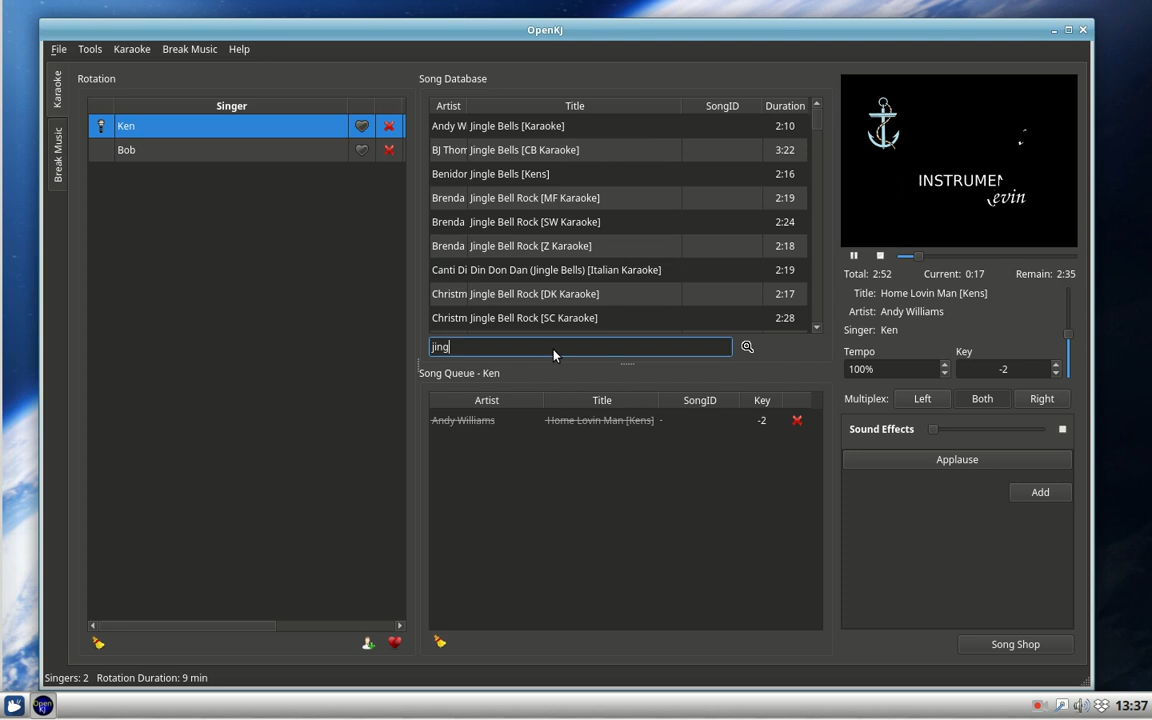 OpenKJ
File Tools Karaoke Break Music Help
Karaoke
Break Music
Rotation
Singer
Ken
Bob
Song Database
Artist Title SongID Duration
Andy W Jingle Bells [Karaoke] 2:10
BJ Thom Jingle Bells [CB Karaoke] 3:22
Benidor Jingle Bells [Kens] 2:16
Brenda Jingle Bell Rock [MF Karaoke] 2:19
Brenda Jingle Bell Rock [SW Karaoke] 2:24
Brenda Jingle Bell Rock [Z Karaoke] 2:18
Canti Di Din Don Dan (Jingle Bells) [Italian Karaoke] 2:19
Christm Jingle Bell Rock [DK Karaoke] 2:17
Christm Jingle Bell Rock [SC Karaoke] 2:28
jing
Song Queue - Ken
Artist Title SongID Key
Andy Williams Home Lovin Man [Kens] - -2
INSTRUMEN
evin
Total: 2:52 Current: 0:17 Remain: 2:35
Title: Home Lovin Man [Kens]
Artist: Andy Williams
Singer: Ken
Tempo Key
100% -2
Multiplex: Left Both Right
Sound Effects
Applause
Add
Song Shop
Singers: 2 Rotation Duration: 9 min
Open KJ
13:37